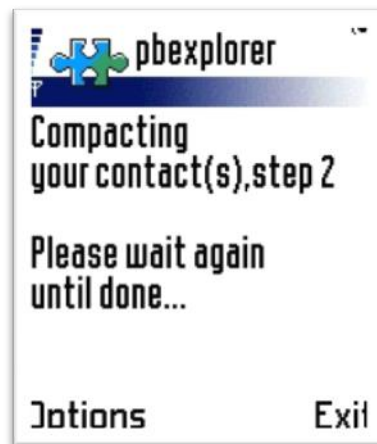 pbexplorer
Compacting
your contact(s),step 2
Please wait again
until done...
Options Exit